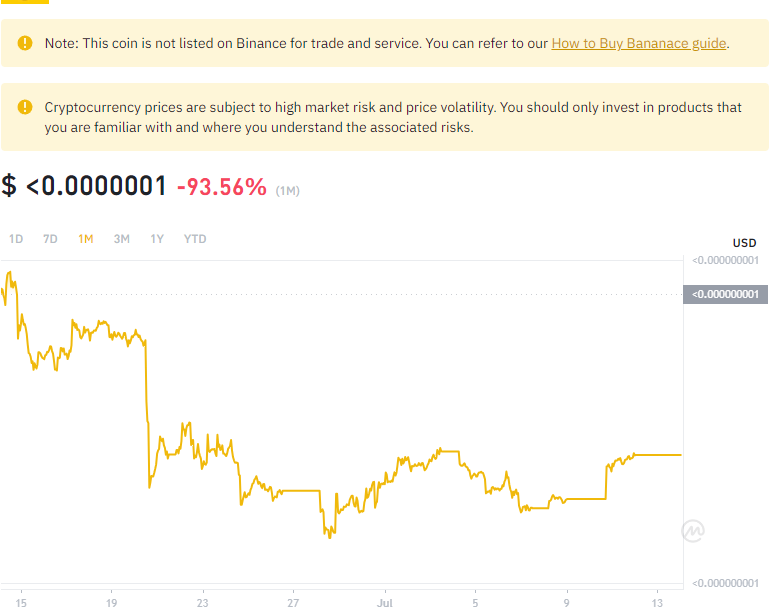 Note: This coin is not listed on Binance for trade and service. You can refer to our How to Buy Bananace guide.
Cryptocurrency prices are subject to high market risk and price volatility. You should only invest in products that
you are familiar with and where you understand the associated risks.
$ <0.0000001 -93.56% (1M)
1D 7D 1M 3M 1Y YTD
USD
<0.000000001
<0.000000001
<0.000000001
15 19 23 27 Jul 5 9 13